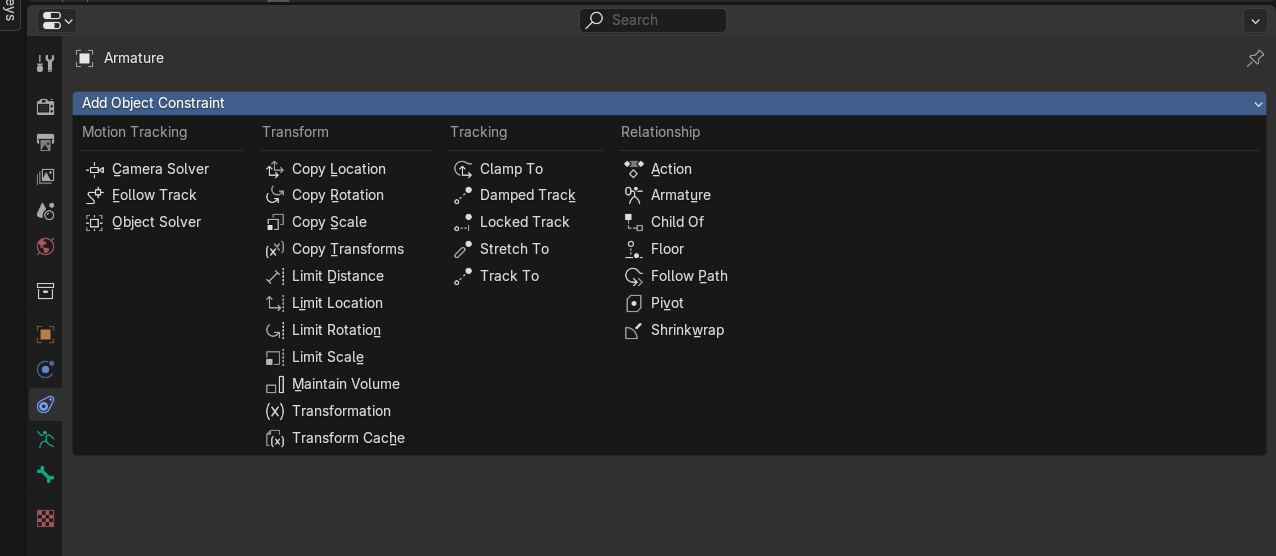 eys
Search
Armature
Add Object Constraint
Motion Tracking
Camera Solver
Follow Track
Object Solver
Transform
Copy Location
Copy Rotation
Copy Scale
Copy Transforms
Limit Distance
Limit Location
Limit Rotation
Limit Scale
Maintain Volume
Transformation
Transform Cache
Tracking
Clamp To
Damped Track
Locked Track
Stretch To
Track To
Relationship
Action
Armature
Child Of
Floor
Follow Path
Pivot
Shrinkwrap